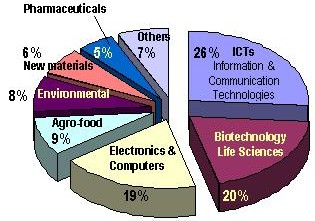 Pharmaceuticals
5%
Others
7%
26%
ICTs
Information &
Communication
Technologies
Biotechnology
Life Sciences
20%
Electronics &
Computers
19%
Agro-food
9%
Environmental
8%
New materials
6%